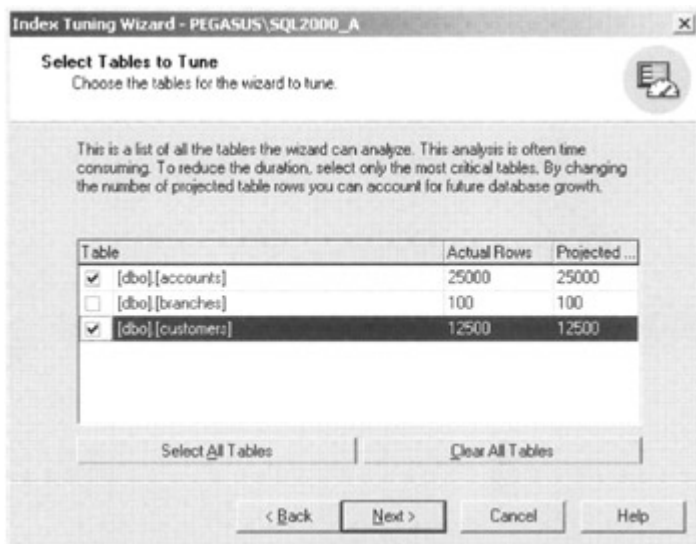 Index Tuning Wizard - PEGASUS\SQL2000_A
Select Tables to Tune
Choose the tables for the wizard to tune.
This is a list of all the tables the wizard can analyze. This analysis is often time
consuming. To reduce the duration, select only the most critical tables. By changing
the number of projected table rows you can account for future database growth.
Table Actual Rows Projected ...
[dbo].[accounts] 25000 25000
[dbo].[branches] 100 100
[dbo].[customers] 12500 12500
Select All Tables Clear All Tables
< Back Next > Cancel Help